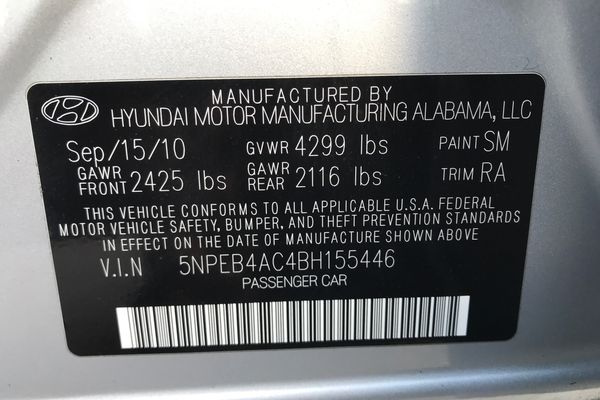 MANUFACTURED BY
HYUNDAI MOTOR MANUFACTURING ALABAMA, LLC
Sep/15/10 GVWR 4299 lbs PAINT SM
GAWR FRONT 2425 lbs GAWR REAR 2116 lbs TRIM RA
THIS VEHICLE CONFORMS TO ALL APPLICABLE U.S.A. FEDERAL
MOTOR VEHICLE SAFETY, BUMPER, AND THEFT PREVENTION STANDARDS
IN EFFECT ON THE DATE OF MANUFACTURE SHOWN ABOVE
V.I.N 5NPEB4AC4BH155446
PASSENGER CAR